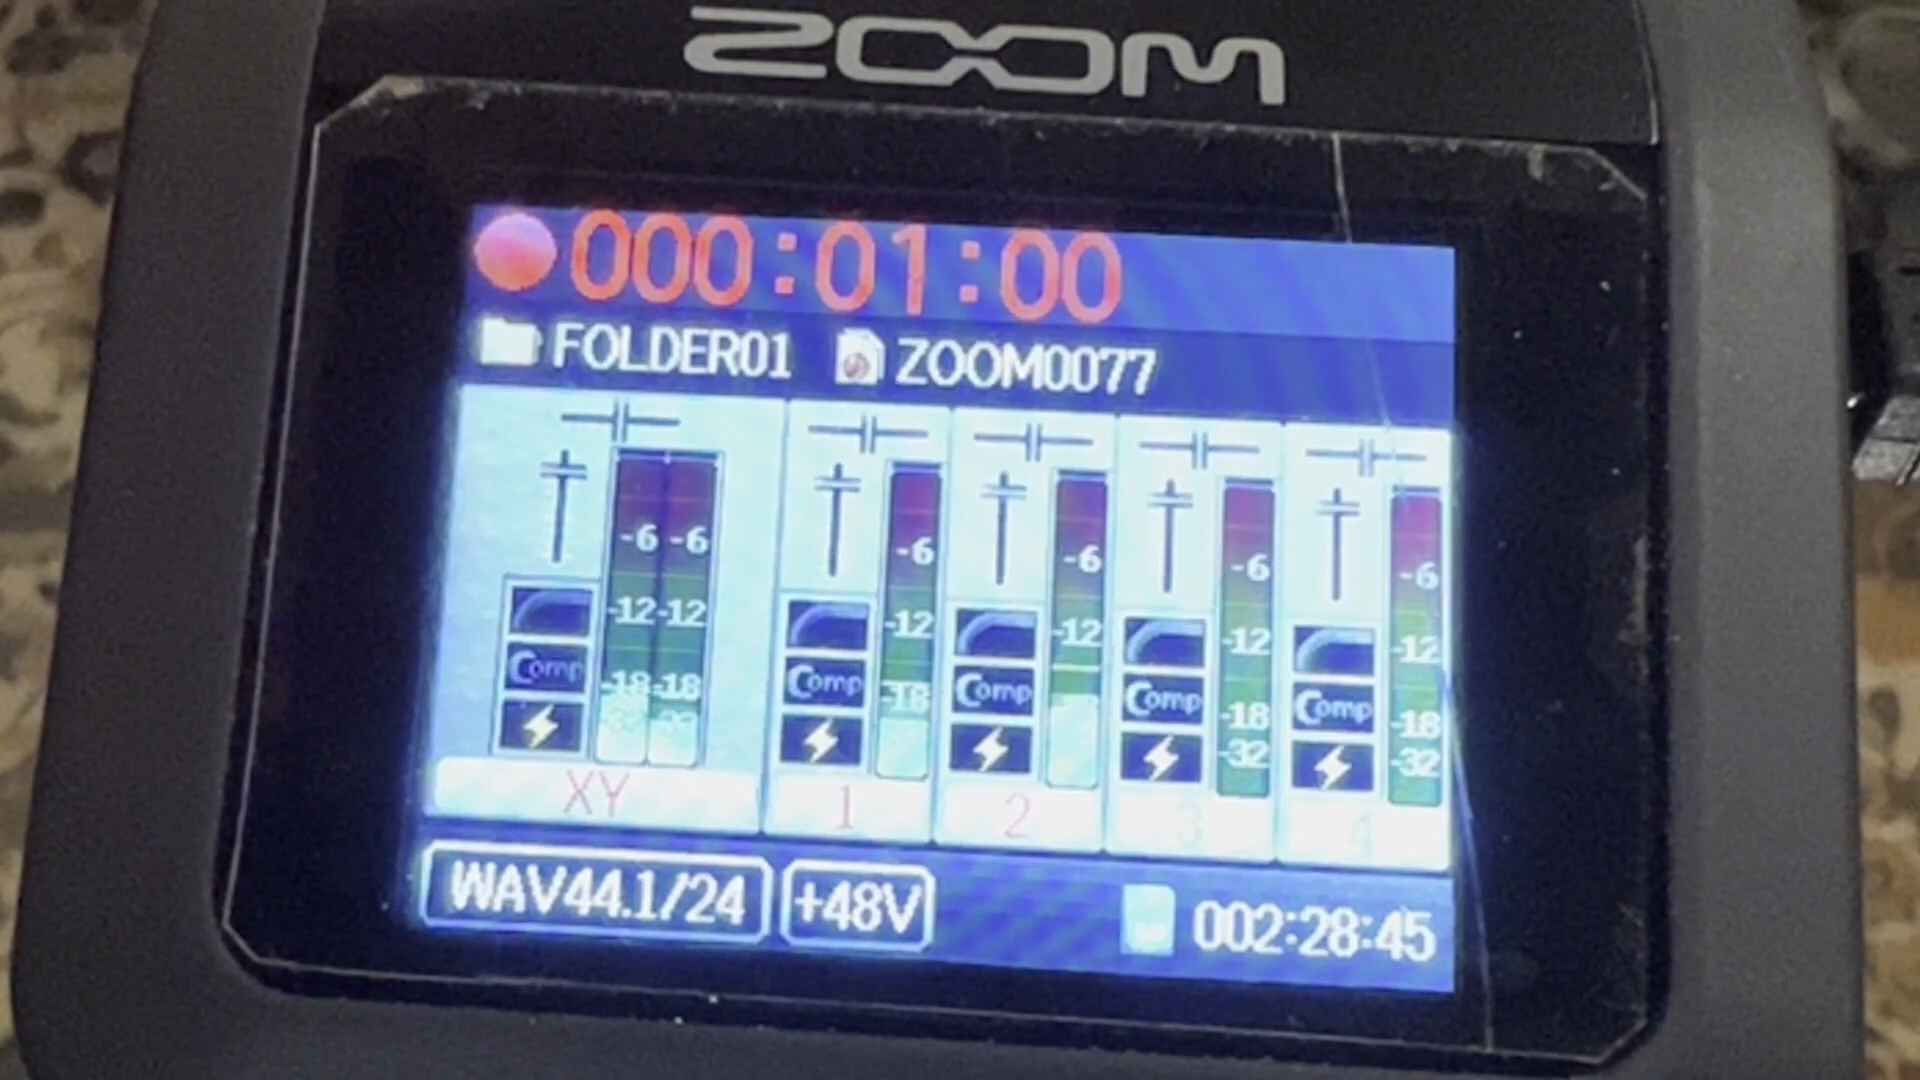 ZOOM
000:01:00
FOLDER01 ZOOM0077
-6 -6 -6 -6 -6 -6
-12 -12 -12 -12 -12 -12
-18 -18 -18 -18 -18
-32 -32
Comp Comp Comp Comp Comp
XY 1 2 3 4
WAV44.1/24 +48V 002:28:45